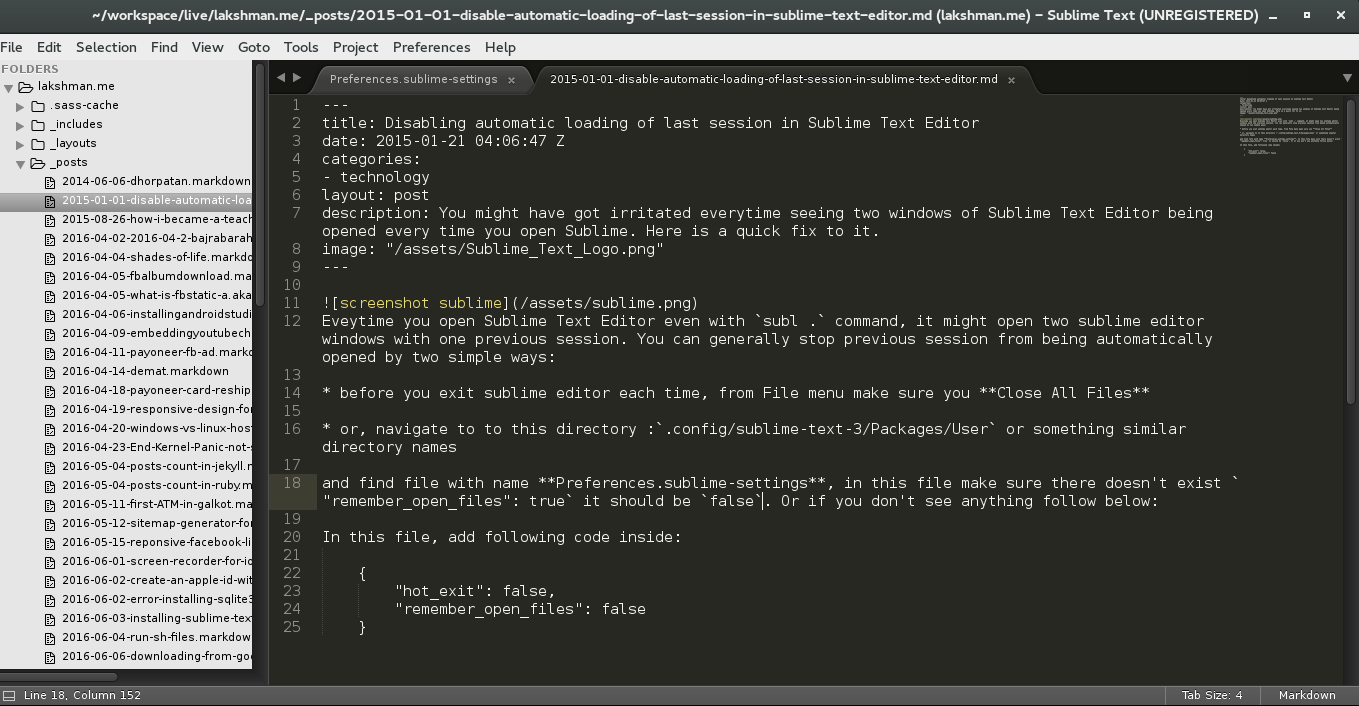 ~/workspace/live/lakshman.me/_posts/2015-01-01-disable-automatic-loading-of-last-session-in-sublime-text-editor.md (lakshman.me) - Sublime Text (UNREGISTERED)
File Edit Selection Find View Goto Tools Project Preferences Help
FOLDERS
lakshman.me
.sass-cache
_includes
_layouts
_posts
2014-06-06-dhorpatan.markdown
2015-01-01-disable-automatic-loa
2015-08-26-how-i-became-a-teach
2016-04-02-2016-04-2-bajrabarah
2016-04-04-shades-of-life.markdo
2016-04-05-fbalbumdownload.ma
2016-04-05-what-is-fbstatic-a.aka
2016-04-06-installingandroidstudi
2016-04-09-embeddingyoutubech
2016-04-11-payoneer-fb-ad.markd
2016-04-14-demat.markdown
2016-04-18-payoneer-card-reship
2016-04-19-responsive-design-for
2016-04-20-windows-vs-linux-host
2016-04-23-End-Kernel-Panic-not-s
2016-05-04-posts-count-in-jekyll.m
2016-05-04-posts-count-in-ruby.m
2016-05-11-first-ATM-in-galkot.ma
2016-05-12-sitemap-generator-for
2016-05-15-reponsive-facebook-li
2016-06-01-screen-recorder-for-io
2016-06-02-create-an-apple-id-wit
2016-06-02-error-installing-sqlite3
2016-06-03-installing-sublime-text
2016-06-04-run-sh-files.markdow
2016-06-06-downloading-from-goo
Preferences.sublime-settings × 2015-01-01-disable-automatic-loading-of-last-session-in-sublime-text-editor.md ×
1 ---
2 title: Disabling automatic loading of last session in Sublime Text Editor
3 date: 2015-01-21 04:06:47 Z
4 categories:
5 - technology
6 layout: post
7 description: You might have got irritated everytime seeing two windows of Sublime Text Editor being
opened every time you open Sublime. Here is a quick fix to it.
8 image: "/assets/Sublime_Text_Logo.png"
9 ---
10
11 ![screenshot sublime](/assets/sublime.png)
12 Eveytime you open Sublime Text Editor even with `subl .` command, it might open two sublime editor
windows with one previous session. You can generally stop previous session from being automatically
opened by two simple ways:
13
14 * before you exit sublime editor each time, from File menu make sure you **Close All Files**
15
16 * or, navigate to to this directory :`.config/sublime-text-3/Packages/User` or something similar
directory names
17
18 and find file with name **Preferences.sublime-settings**, in this file make sure there doesn't exist `
"remember_open_files": true` it should be `false`. Or if you don't see anything follow below:
19
20 In this file, add following code inside:
21
22 {
23 "hot_exit": false,
24 "remember_open_files": false
25 }
Line 18, Column 152
Tab Size: 4
Markdown